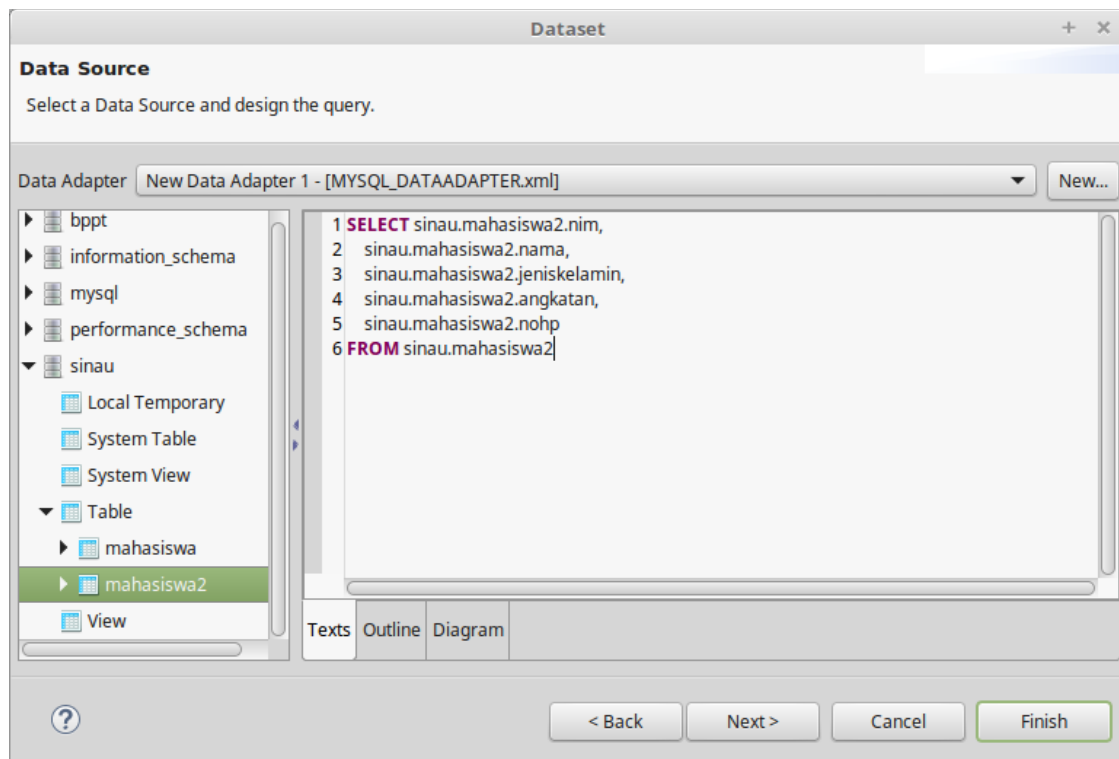 Dataset
Data Source
Select a Data Source and design the query.
Data Adapter New Data Adapter 1 - [MYSQL_DATAADAPTER.xml] New...
bppt
information_schema
mysql
performance_schema
sinau
Local Temporary
System Table
System View
Table
mahasiswa
mahasiswa2
View
1 SELECT sinau.mahasiswa2.nim,
2 sinau.mahasiswa2.nama,
3 sinau.mahasiswa2.jeniskelamin,
4 sinau.mahasiswa2.angkatan,
5 sinau.mahasiswa2.nohp
6 FROM sinau.mahasiswa2
Texts Outline Diagram
? < Back Next > Cancel Finish